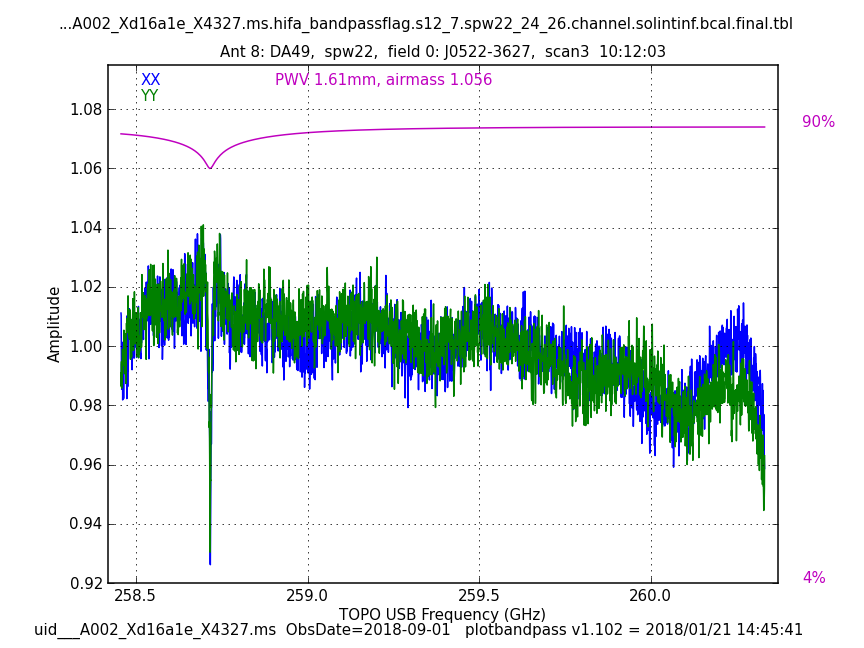 ...A002_Xd16a1e_X4327.ms.hifa_bandpassflag.s12_7.spw22_24_26.channel.solintinf.bcal.final.tbl
Ant 8: DA49,  spw22,  field 0: J0522-3627,  scan3  10:12:03
XX
YY
PWV 1.61mm, airmass 1.056
90%
4%
Amplitude
1.08
1.06
1.04
1.02
1.00
0.98
0.96
0.94
0.92
258.5 259.0 259.5 260.0
TOPO USB Frequency (GHz)
uid___A002_Xd16a1e_X4327.ms  ObsDate=2018-09-01   plotbandpass v1.102 = 2018/01/21 14:45:41